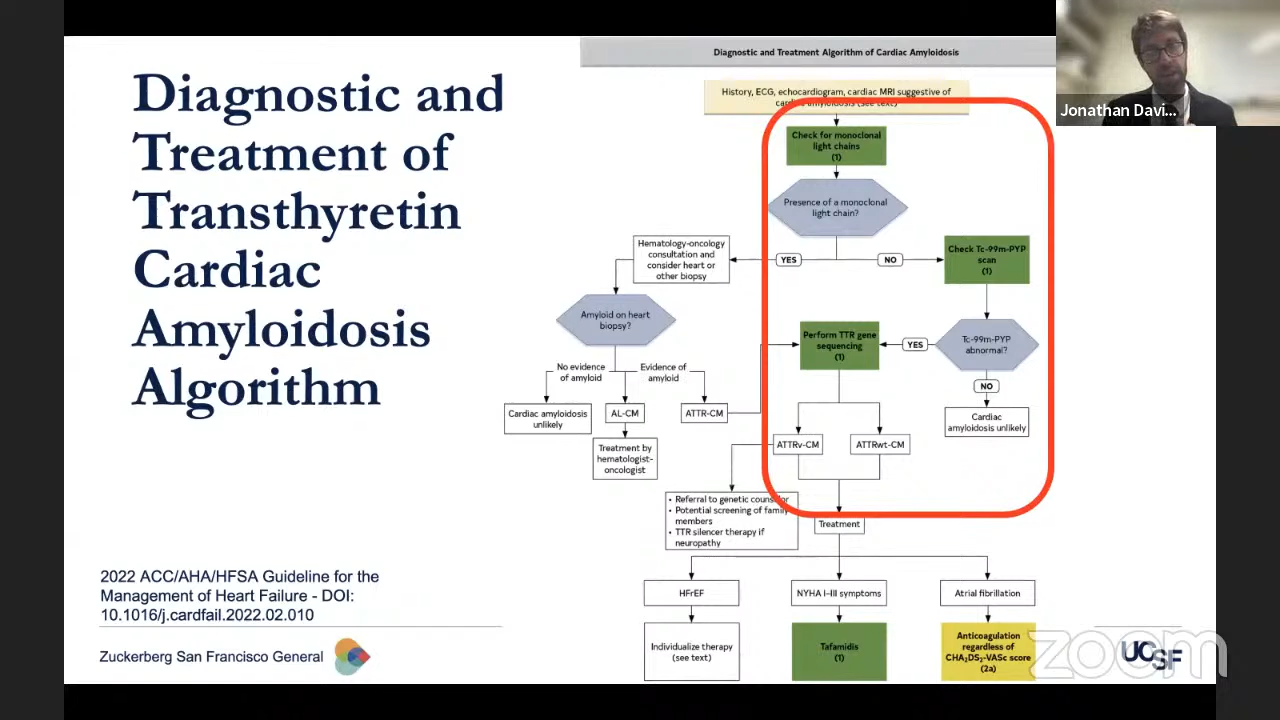 Diagnostic and
Treatment of
Transthyretin
Cardiac
Amyloidosis
Algorithm
2022 ACC/AHA/HFSA Guideline for the
Management of Heart Failure - DOI:
10.1016/j.cardfail.2022.02.010
Zuckerberg San Francisco General
Diagnostic and Treatment Algorithm of Cardiac Amyloidosis
History, ECG, echocardiogram, cardiac MRI suggestive of
cardiac amyloidosis (see text)
Check for monoclonal
light chains
(1)
Presence of a monoclonal
light chain?
YES
NO
Hematology-oncology
consultation and
consider heart or
other biopsy
Check Tc-99m-PYP
scan
(1)
Amyloid on heart
biopsy?
Perform TTR gene
sequencing
(1)
YES
Tc-99m-PYP
abnormal?
No evidence
of amyloid
Evidence of
amyloid
NO
Cardiac amyloidosis
unlikely
AL-CM
ATTR-CM
Cardiac
amyloidosis unlikely
Treatment by
hematologist-
oncologist
ATTRv-CM
ATTRwt-CM
• Referral to genetic counselor
• Potential screening of family
members
• TTR silencer therapy if
neuropathy
Treatment
HFrEF
NYHA I-III symptoms
Atrial fibrillation
Individualize therapy
(see text)
Tafamidis
(1)
Anticoagulation
regardless of
CHA₂DS₂-VASc score
(2a)
Jonathan Davi...
zoom
UCSF